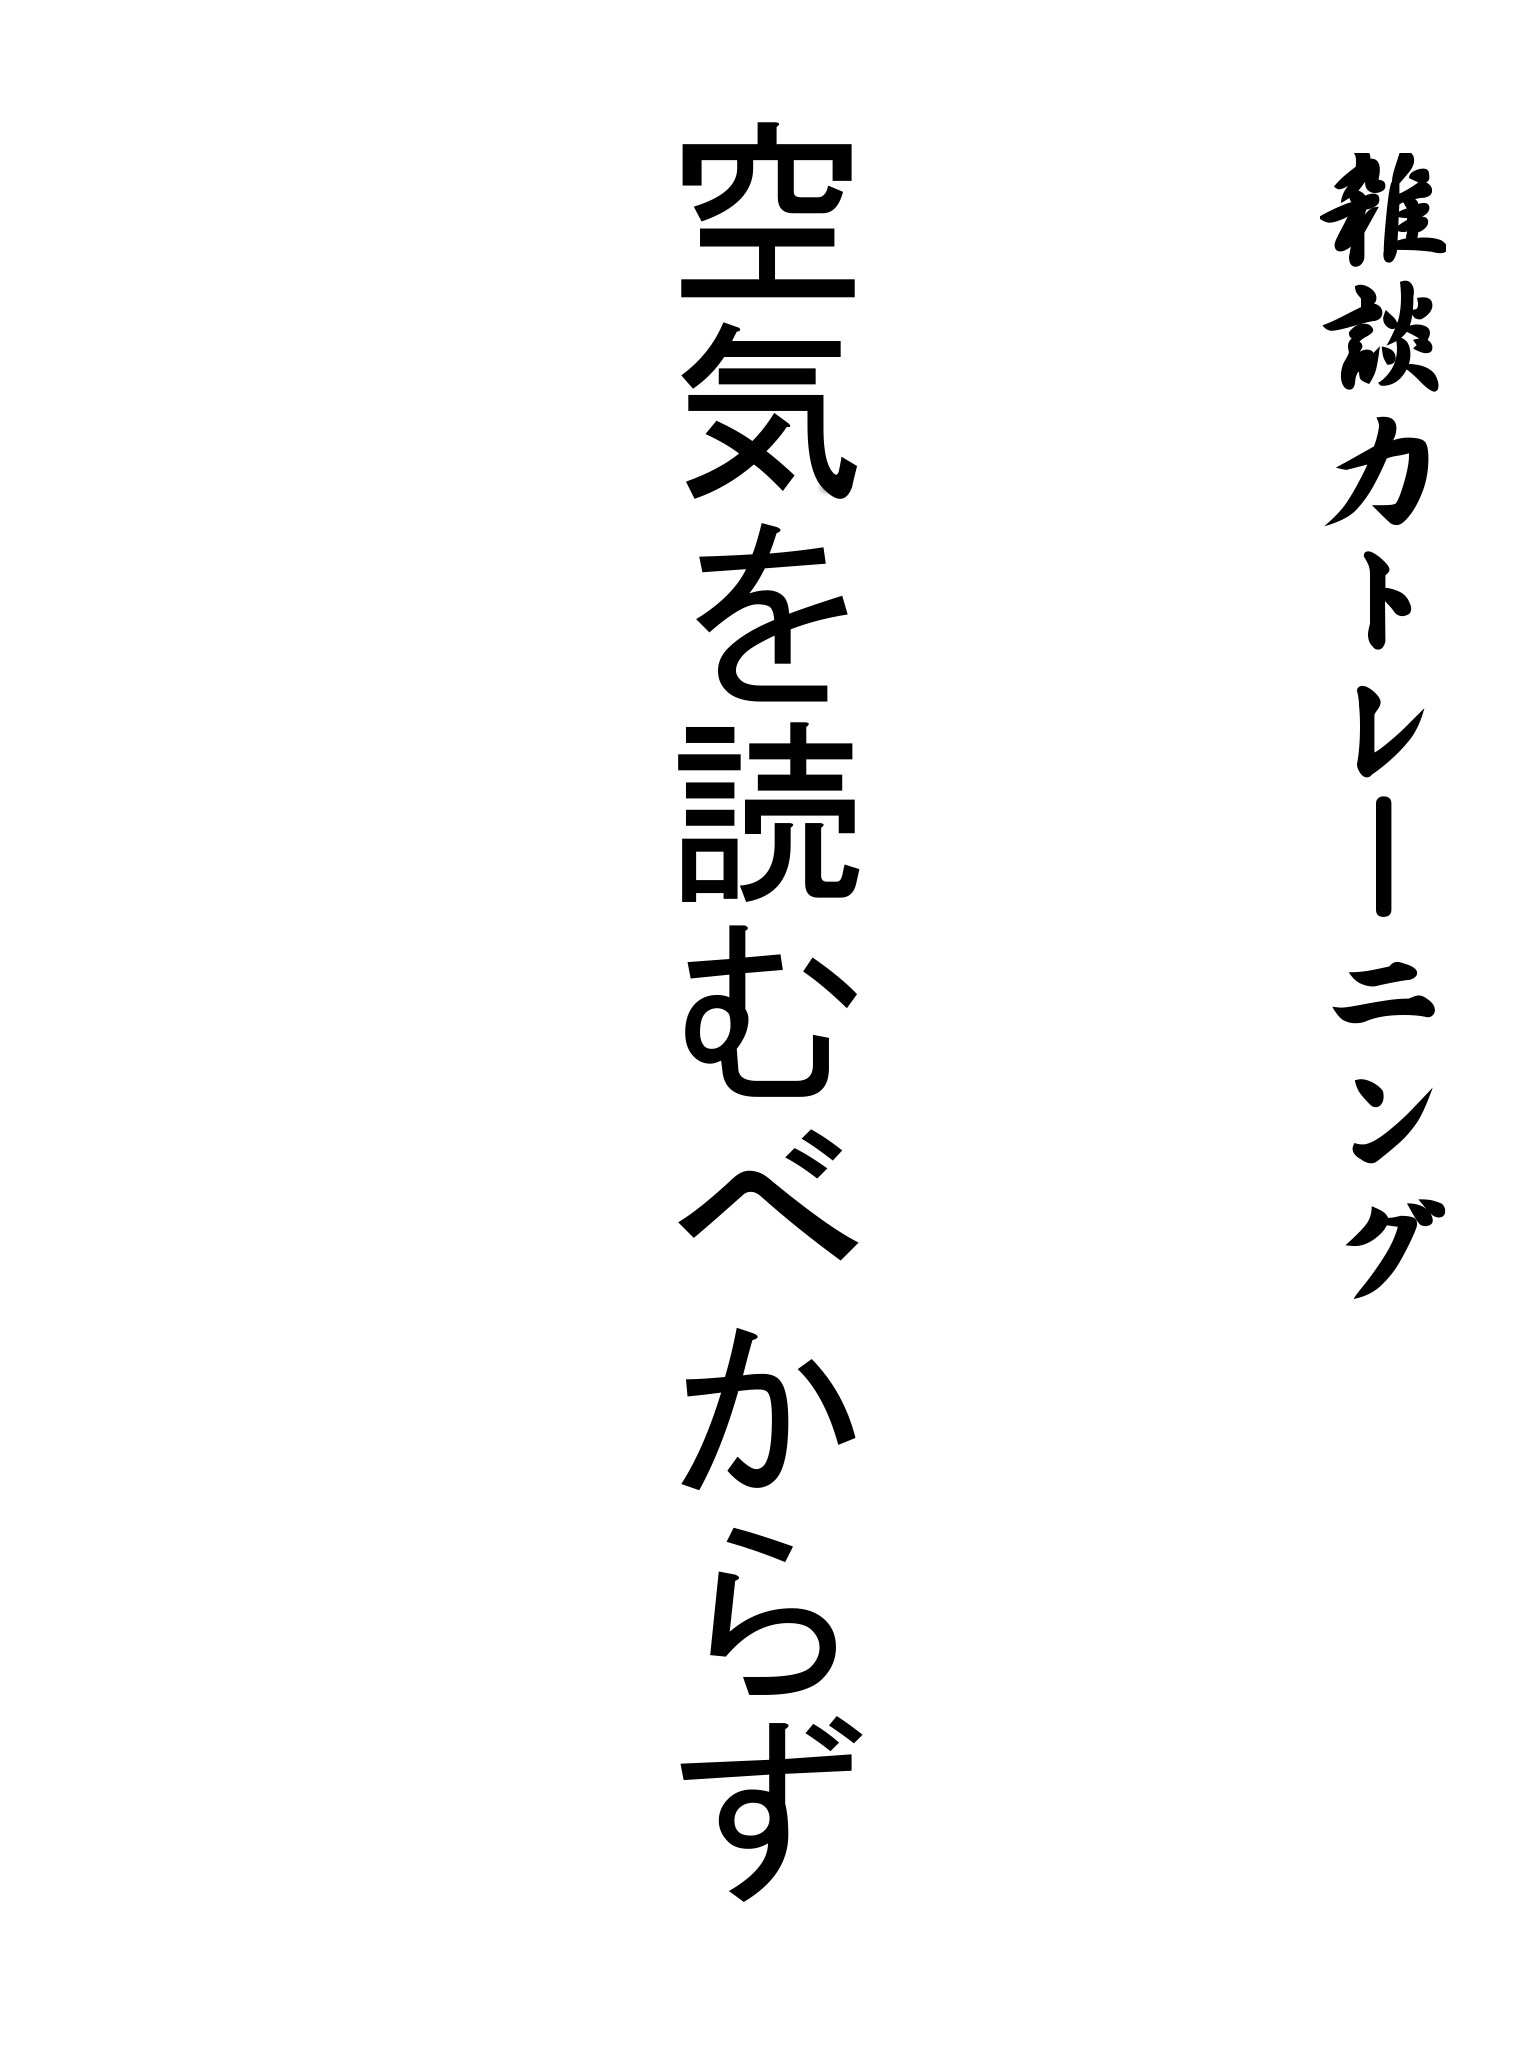 雑談力トレーニング
空気を読むべからず